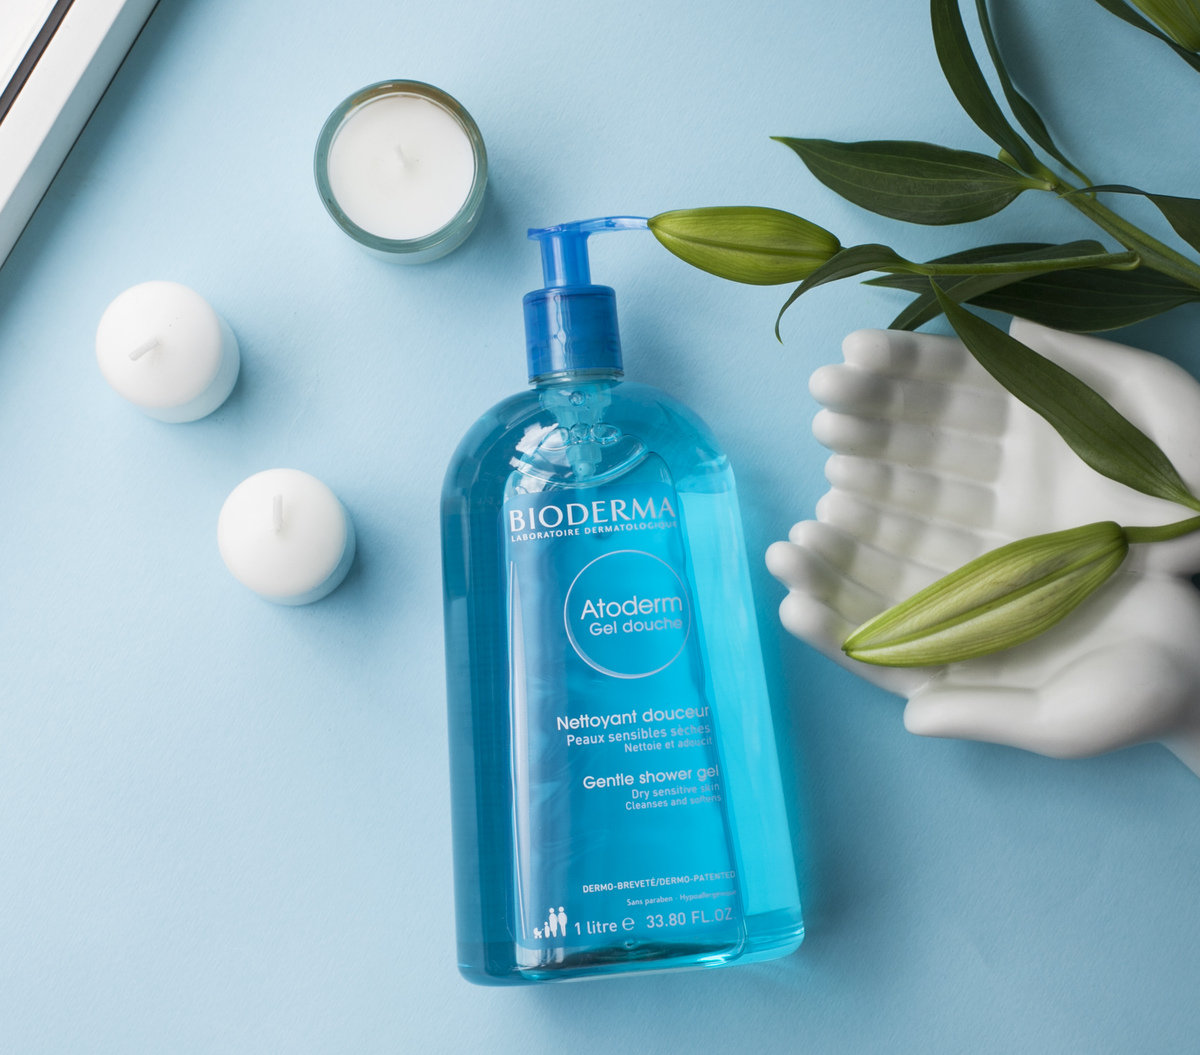 BIODERMA
LABORATOIRE DERMATOLOGIQUE
Atoderm
Gel douche
Nettoyant douceur
Peaux sensibles sèches
Nettoie et adoucit
Gentle shower gel
Dry sensitive skin
Cleanses and softens
DERMO-BREVETÉ/DERMO-PATENTED
Sans paraben - Hypoallergénique
1 litre e 33.80 FL.OZ.